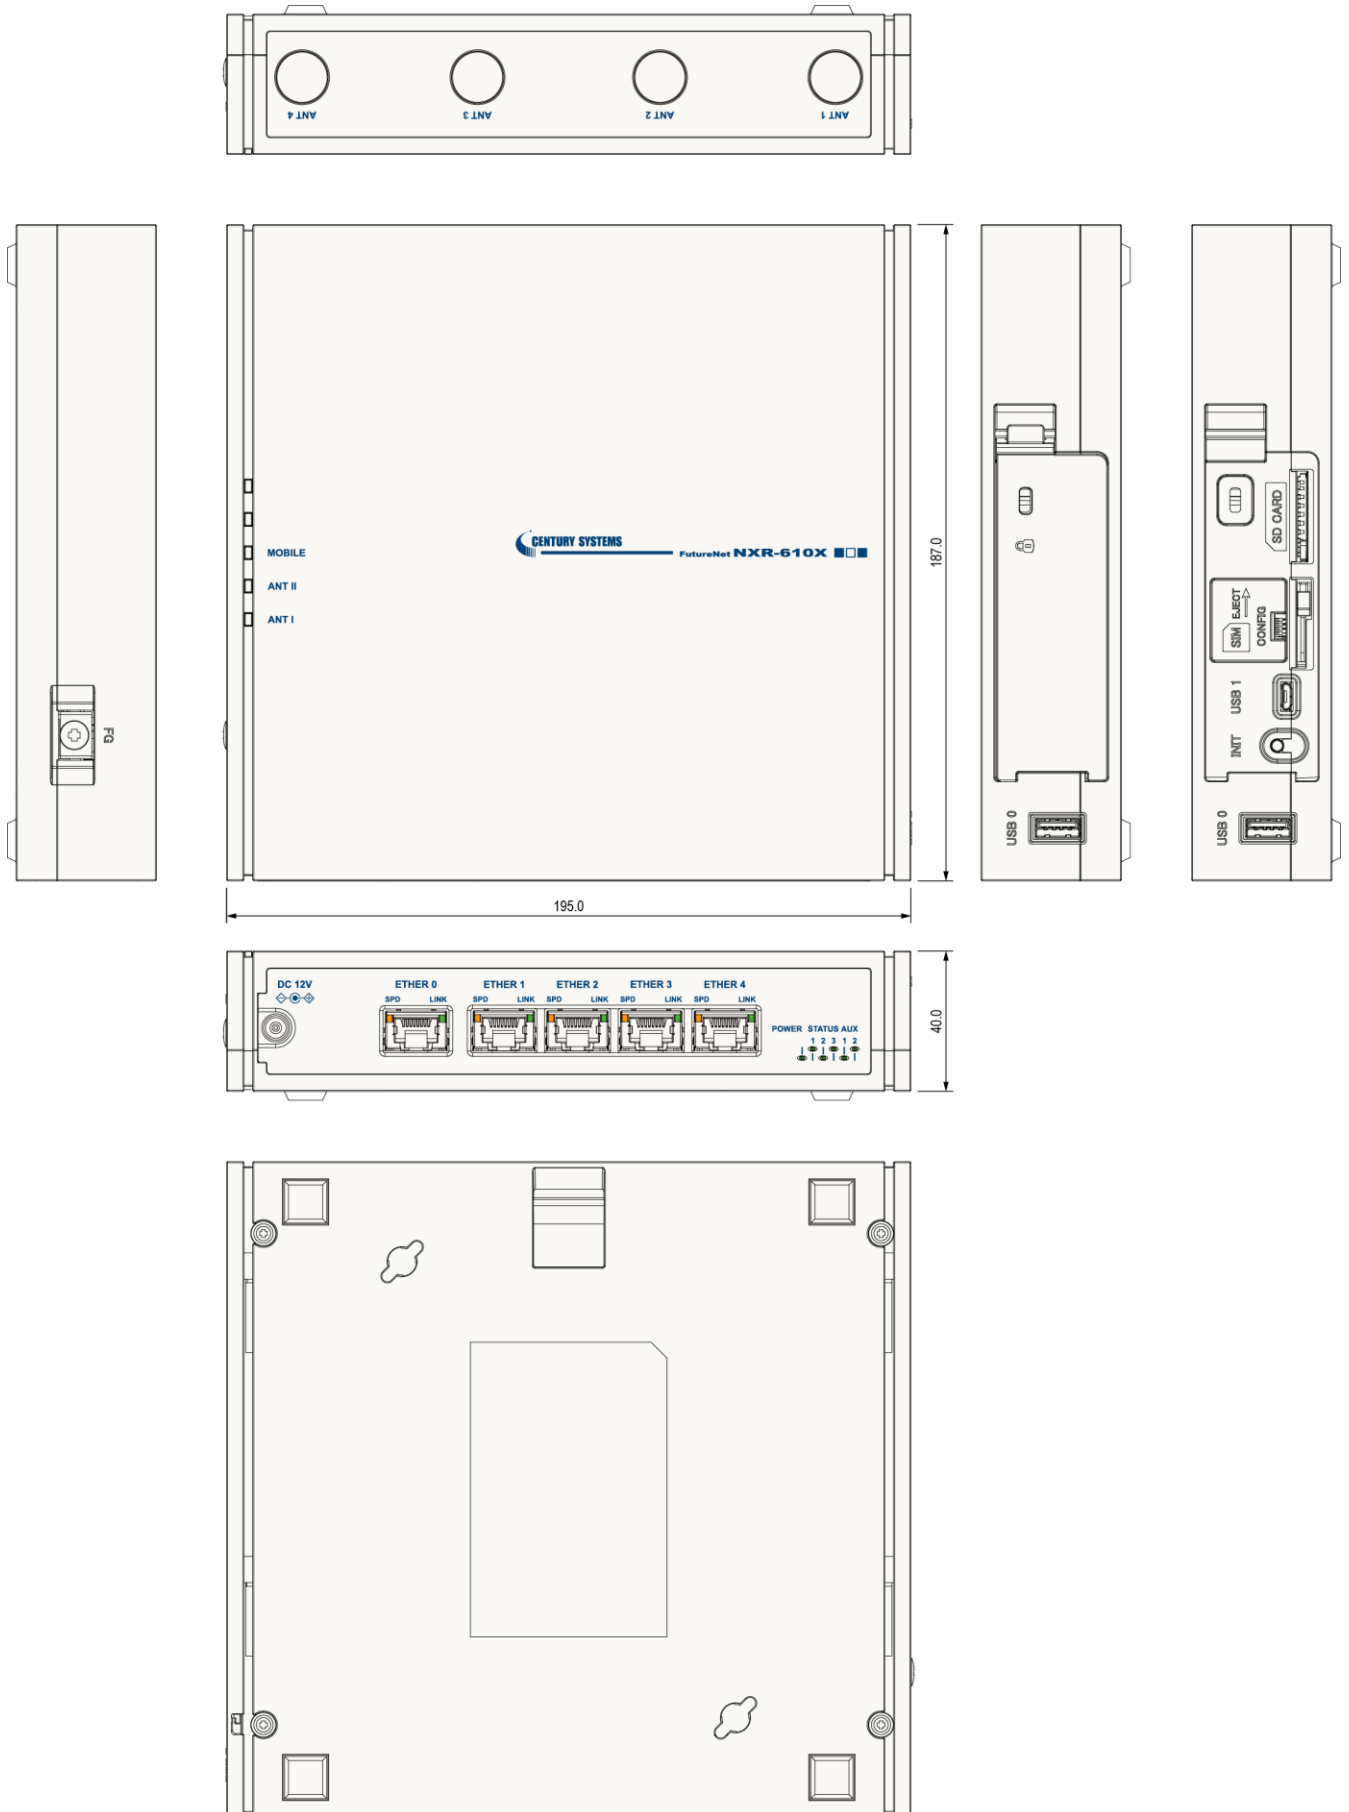 ANT 4
ANT 3
ANT 2
ANT 1
MOBILE
ANT II
ANT I
CENTURY SYSTEMS
FutureNet NXR-610X
FG
187.0
195.0
USB 0
SD CARD
EJECT
SIM
CONFIG
USB 1
INIT
USB 0
DC 12V
ETHER 0
ETHER 1
ETHER 2
ETHER 3
ETHER 4
SPD LINK
SPD LINK
SPD LINK
SPD LINK
SPD LINK
POWER STATUS AUX
1 2 3 1 2
40.0